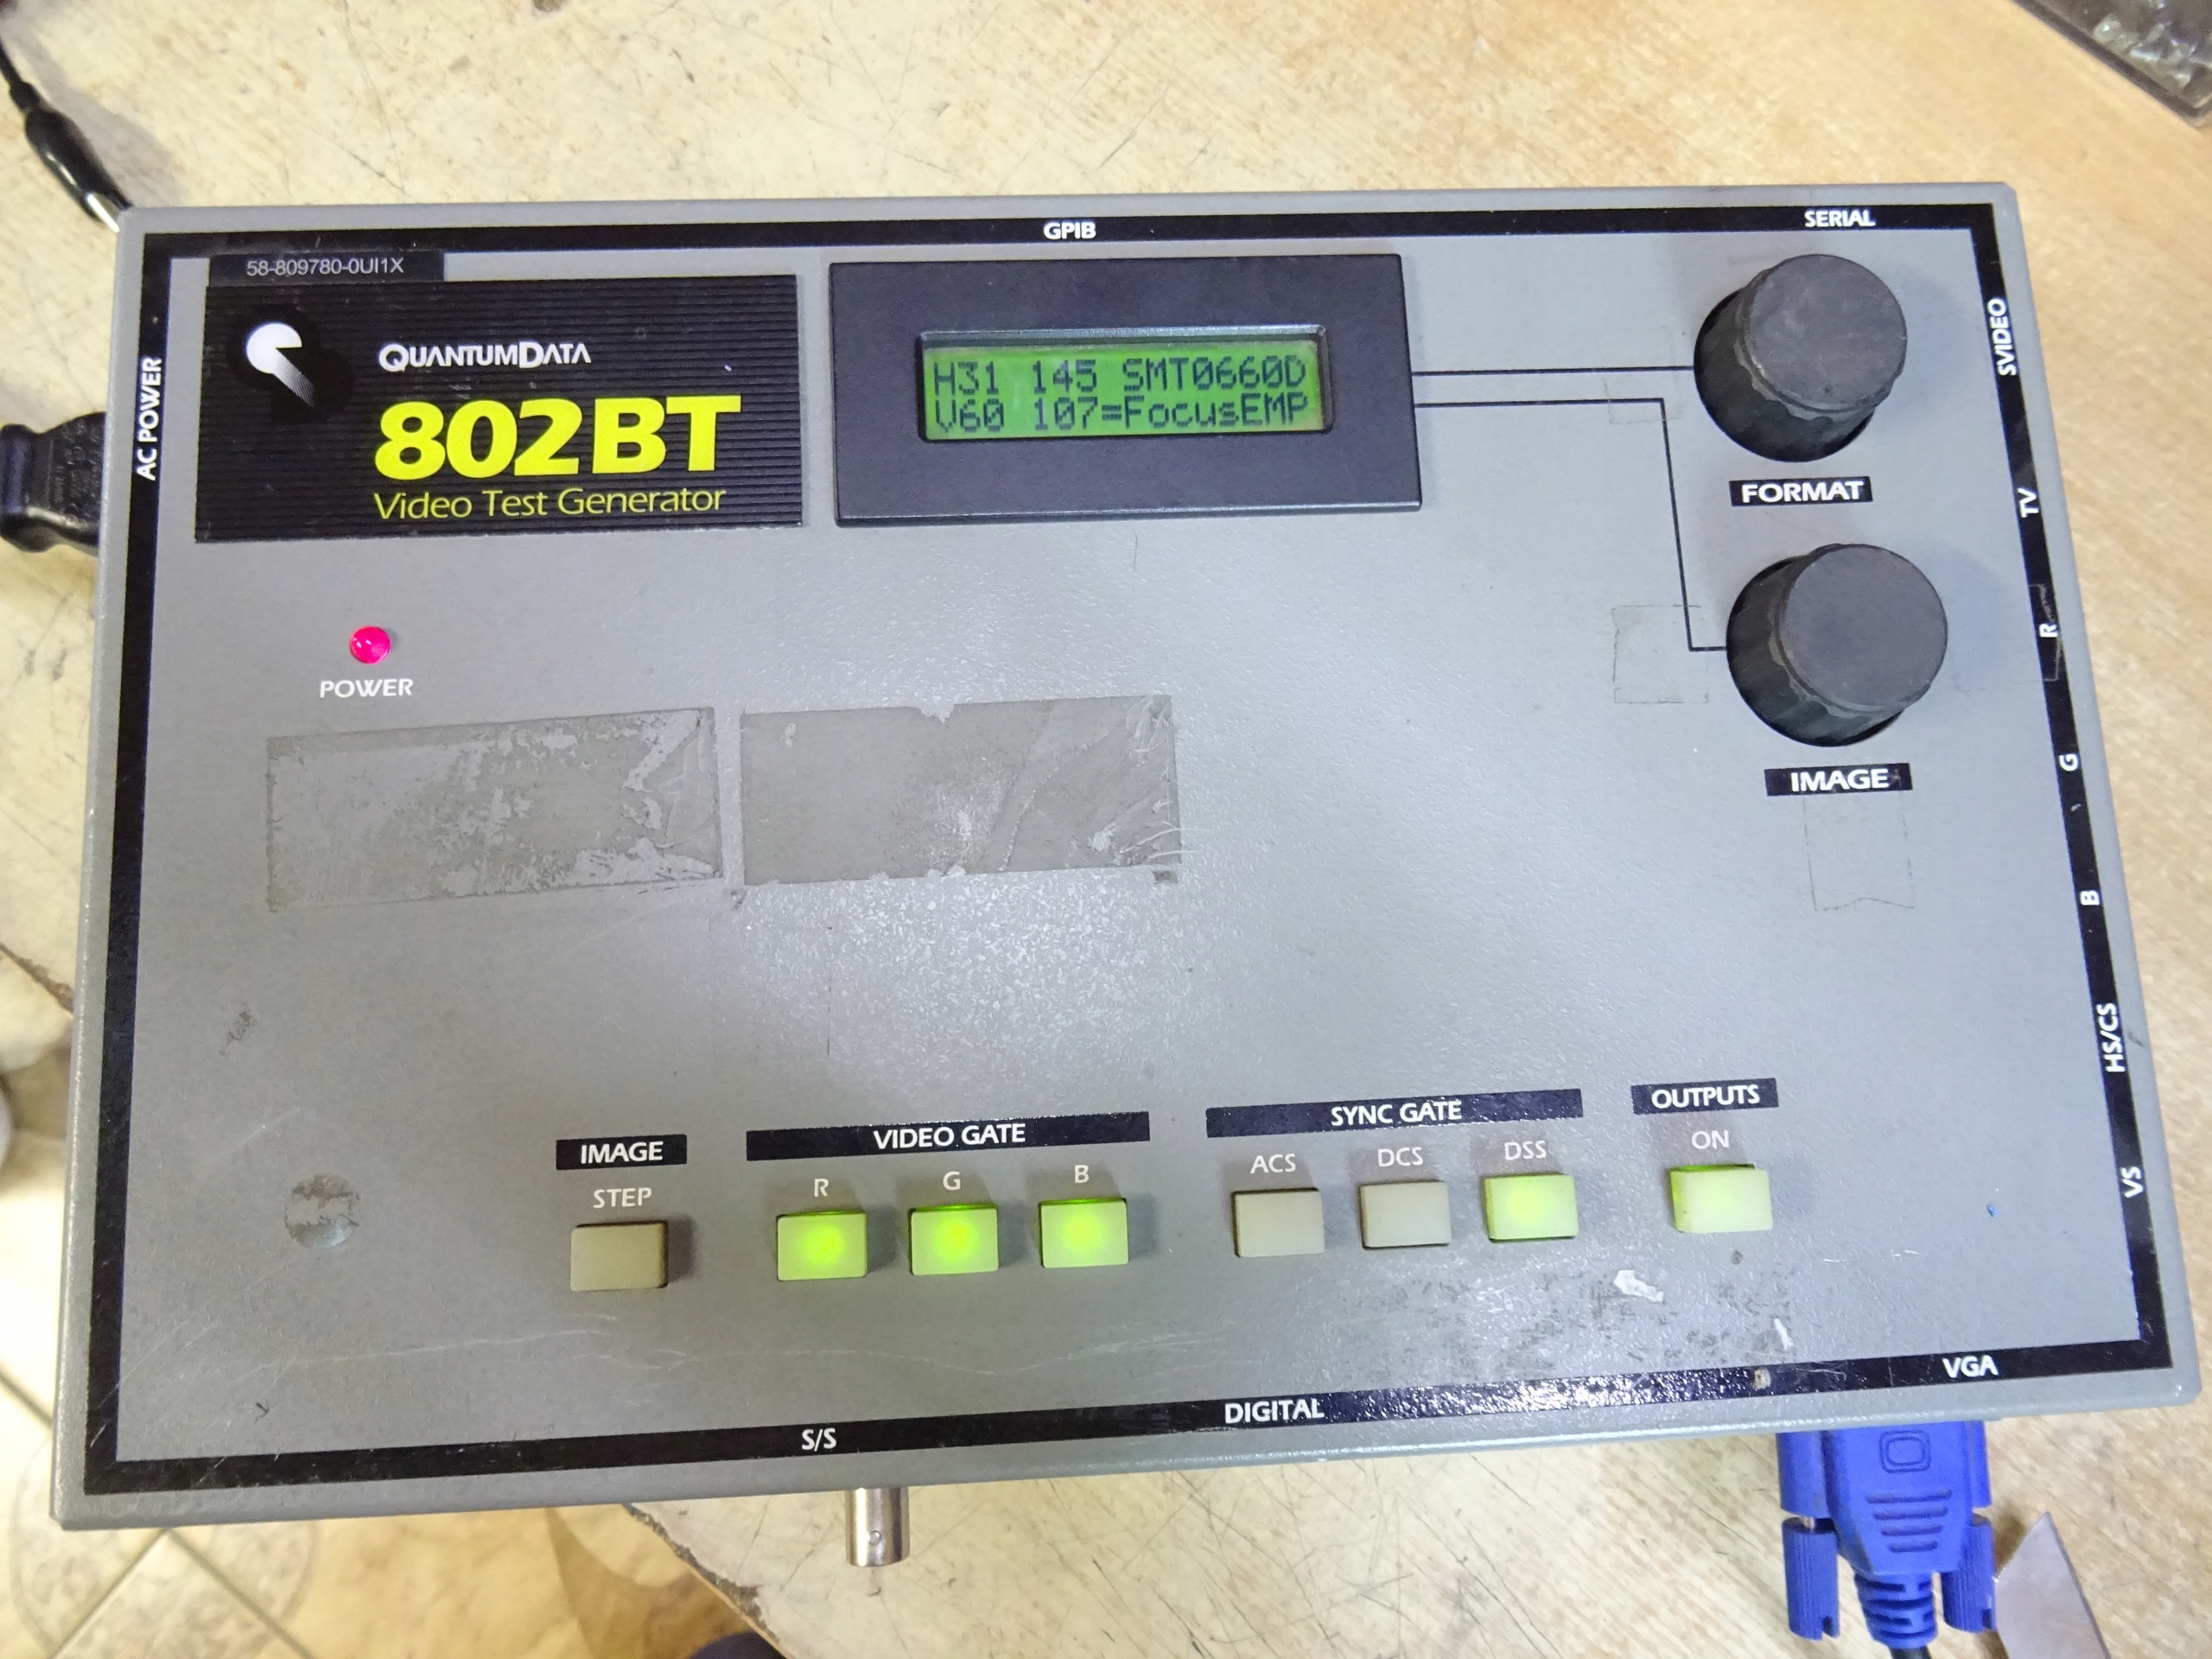 GPIB
SERIAL
58-809780-0UI1X
QUANTUMDATA
802BT
Video Test Generator
H31 145 SMT0660D
V60 107=FocusEMP
AC POWER
SVIDEO
FORMAT
TV
R
POWER
IMAGE
G
B
HS/CS
VS
IMAGE
STEP
VIDEO GATE
R
G
B
SYNC GATE
ACS
DCS
DSS
OUTPUTS
ON
S/S
DIGITAL
VGA